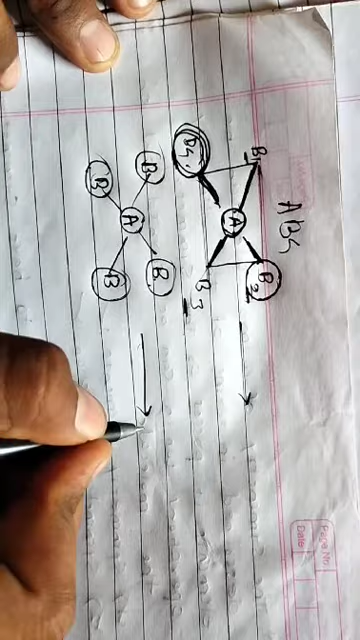 AB4
B4. B1
A
B3 B2
B B
A
B B
Page No.
Date